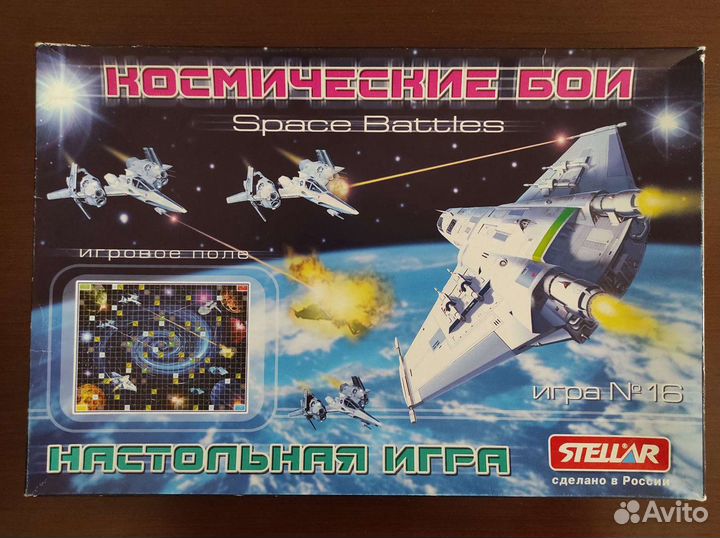 КОСМИЧЕСКИЕ БОИ
Space Battles
игровое поле
игра № 16
НАСТОЛЬНАЯ ИГРА
STELLAR
сделано в России
Avito